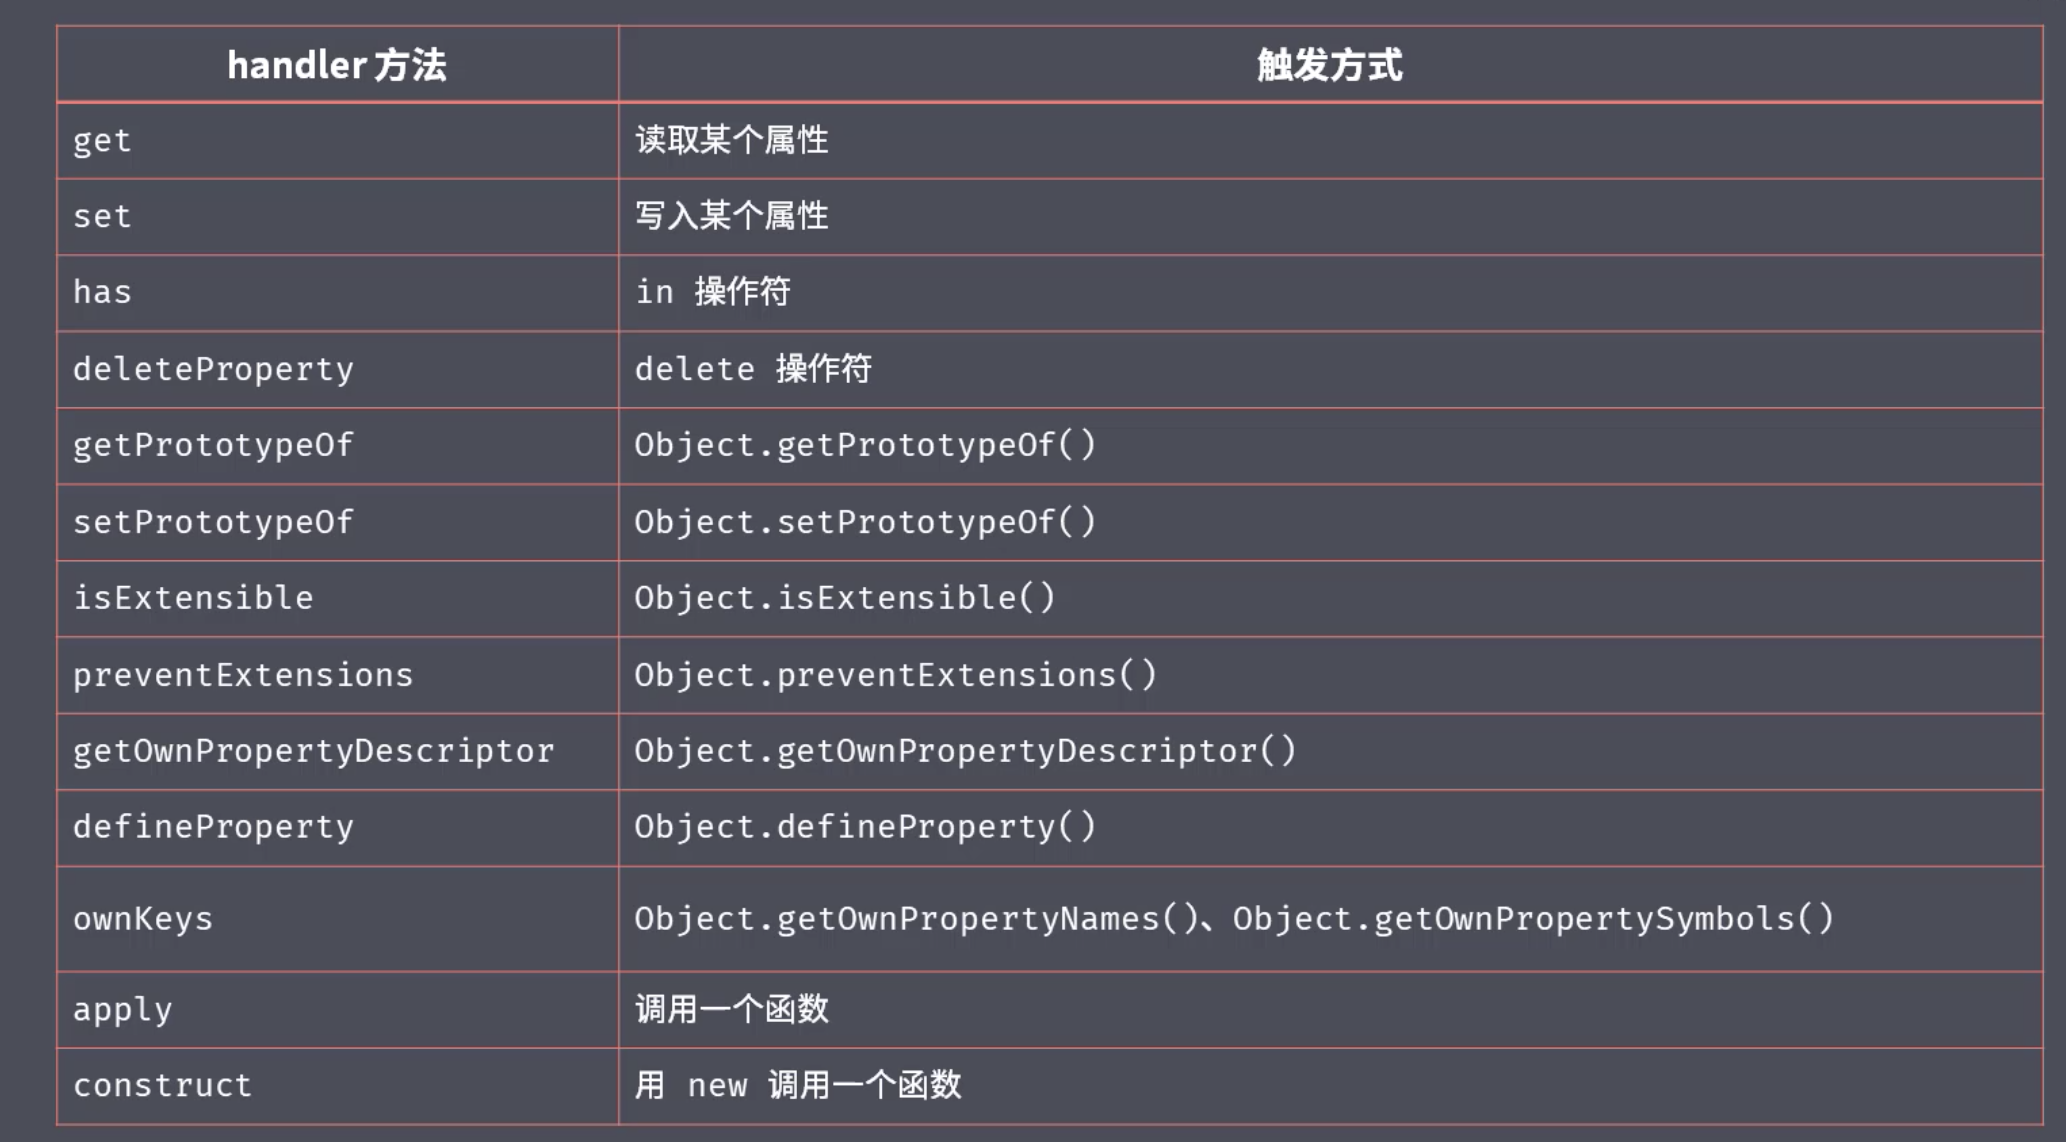 handler 方法 触发方式
get 读取某个属性
set 写入某个属性
has in 操作符
deleteProperty delete 操作符
getPrototypeOf Object.getPrototypeOf()
setPrototypeOf Object.setPrototypeOf()
isExtensible Object.isExtensible()
preventExtensions Object.preventExtensions()
getOwnPropertyDescriptor Object.getOwnPropertyDescriptor()
defineProperty Object.defineProperty()
ownKeys Object.getOwnPropertyNames()、Object.getOwnPropertySymbols()
apply 调用一个函数
construct 用 new 调用一个函数